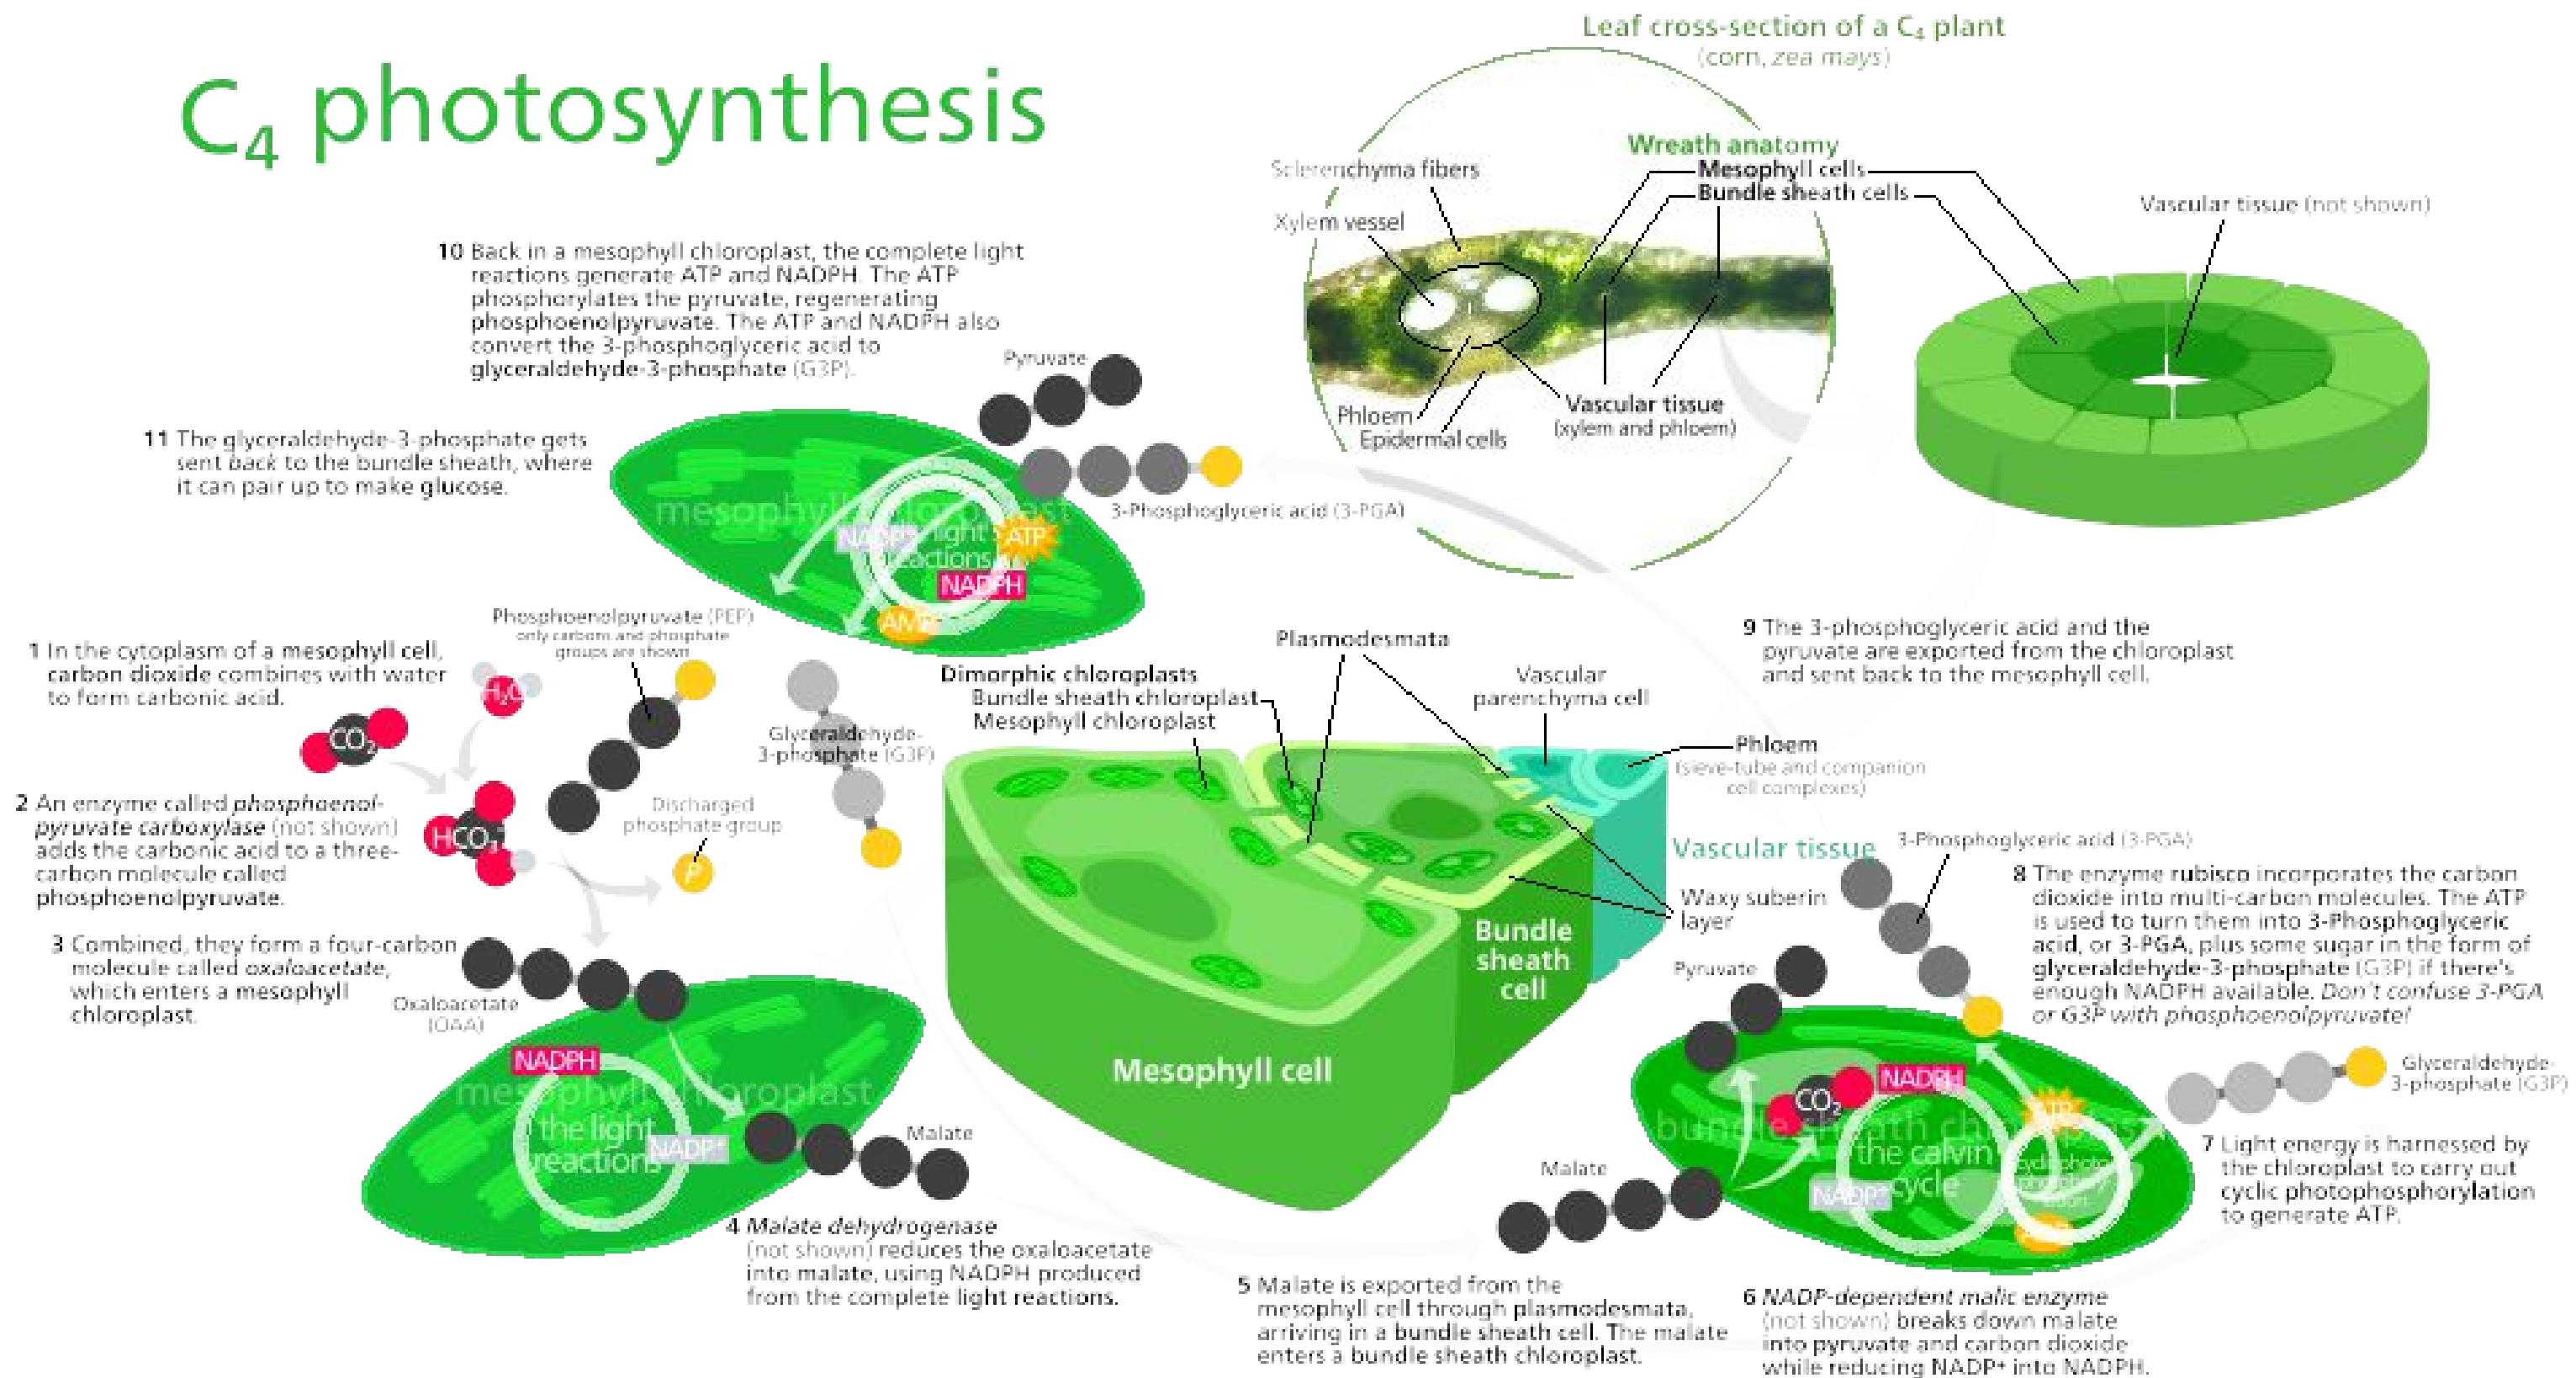 C₄ photosynthesis
Leaf cross-section of a C₄ plant
(corn, zea mays)
Wreath anatomy
Mesophyll cells
Bundle sheath cells
Sclerenchyma fibers
Xylem vessel
Vascular tissue (not shown)
Phloem
Epidermal cells
Vascular tissue
(xylem and phloem)
10 Back in a mesophyll chloroplast, the complete light
reactions generate ATP and NADPH. The ATP
phosphorylates the pyruvate, regenerating
phosphoenolpyruvate. The ATP and NADPH also
convert the 3-phosphoglyceric acid to
glyceraldehyde-3-phosphate (G3P).
Pyruvate
11 The glyceraldehyde-3-phosphate gets
sent back to the bundle sheath, where
it can pair up to make glucose.
3-Phosphoglyceric acid (3-PGA)
mesophyll chloroplast
NADP⁺
light
reactions
ATP
NADPH
AMP
1 In the cytoplasm of a mesophyll cell,
carbon dioxide combines with water
to form carbonic acid.
Phosphoenolpyruvate (PEP)
only carbons and phosphate
groups are shown
H₂O
CO₂
Glyceraldehyde-
3-phosphate (G3P)
2 An enzyme called phosphoenol-
pyruvate carboxylase (not shown)
adds the carbonic acid to a three-
carbon molecule called
phosphoenolpyruvate.
HCO₃⁻
Discharged
phosphate group
P
3 Combined, they form a four-carbon
molecule called oxaloacetate,
which enters a mesophyll
chloroplast.
Oxaloacetate
(OAA)
NADPH
mesophyll chloroplast
the light
reactions
NADP⁺
Malate
4 Malate dehydrogenase
(not shown) reduces the oxaloacetate
into malate, using NADPH produced
from the complete light reactions.
Dimorphic chloroplasts
Bundle sheath chloroplast
Mesophyll chloroplast
Plasmodesmata
Vascular
parenchyma cell
Phloem
(sieve-tube and companion
cell complexes)
Vascular tissue
Waxy suberin
layer
Bundle
sheath
cell
Mesophyll cell
5 Malate is exported from the
mesophyll cell through plasmodesmata,
arriving in a bundle sheath cell. The malate
enters a bundle sheath chloroplast.
Malate
6 NADP-dependent malic enzyme
(not shown) breaks down malate
into pyruvate and carbon dioxide
while reducing NADP⁺ into NADPH.
Pyruvate
CO₂
NADPH
bundle sheath chloroplast
the calvin
cycle
NADP⁺
ATP
7 Light energy is harnessed by
the chloroplast to carry out
cyclic photophosphorylation
to generate ATP.
Glyceraldehyde-
3-phosphate (G3P)
3-Phosphoglyceric acid (3-PGA)
8 The enzyme rubisco incorporates the carbon
dioxide into multi-carbon molecules. The ATP
is used to turn them into 3-Phosphoglyceric
acid, or 3-PGA, plus some sugar in the form of
glyceraldehyde-3-phosphate (G3P) if there's
enough NADPH available. Don't confuse 3-PGA
or G3P with phosphoenolpyruvate!
9 The 3-phosphoglyceric acid and the
pyruvate are exported from the chloroplast
and sent back to the mesophyll cell.